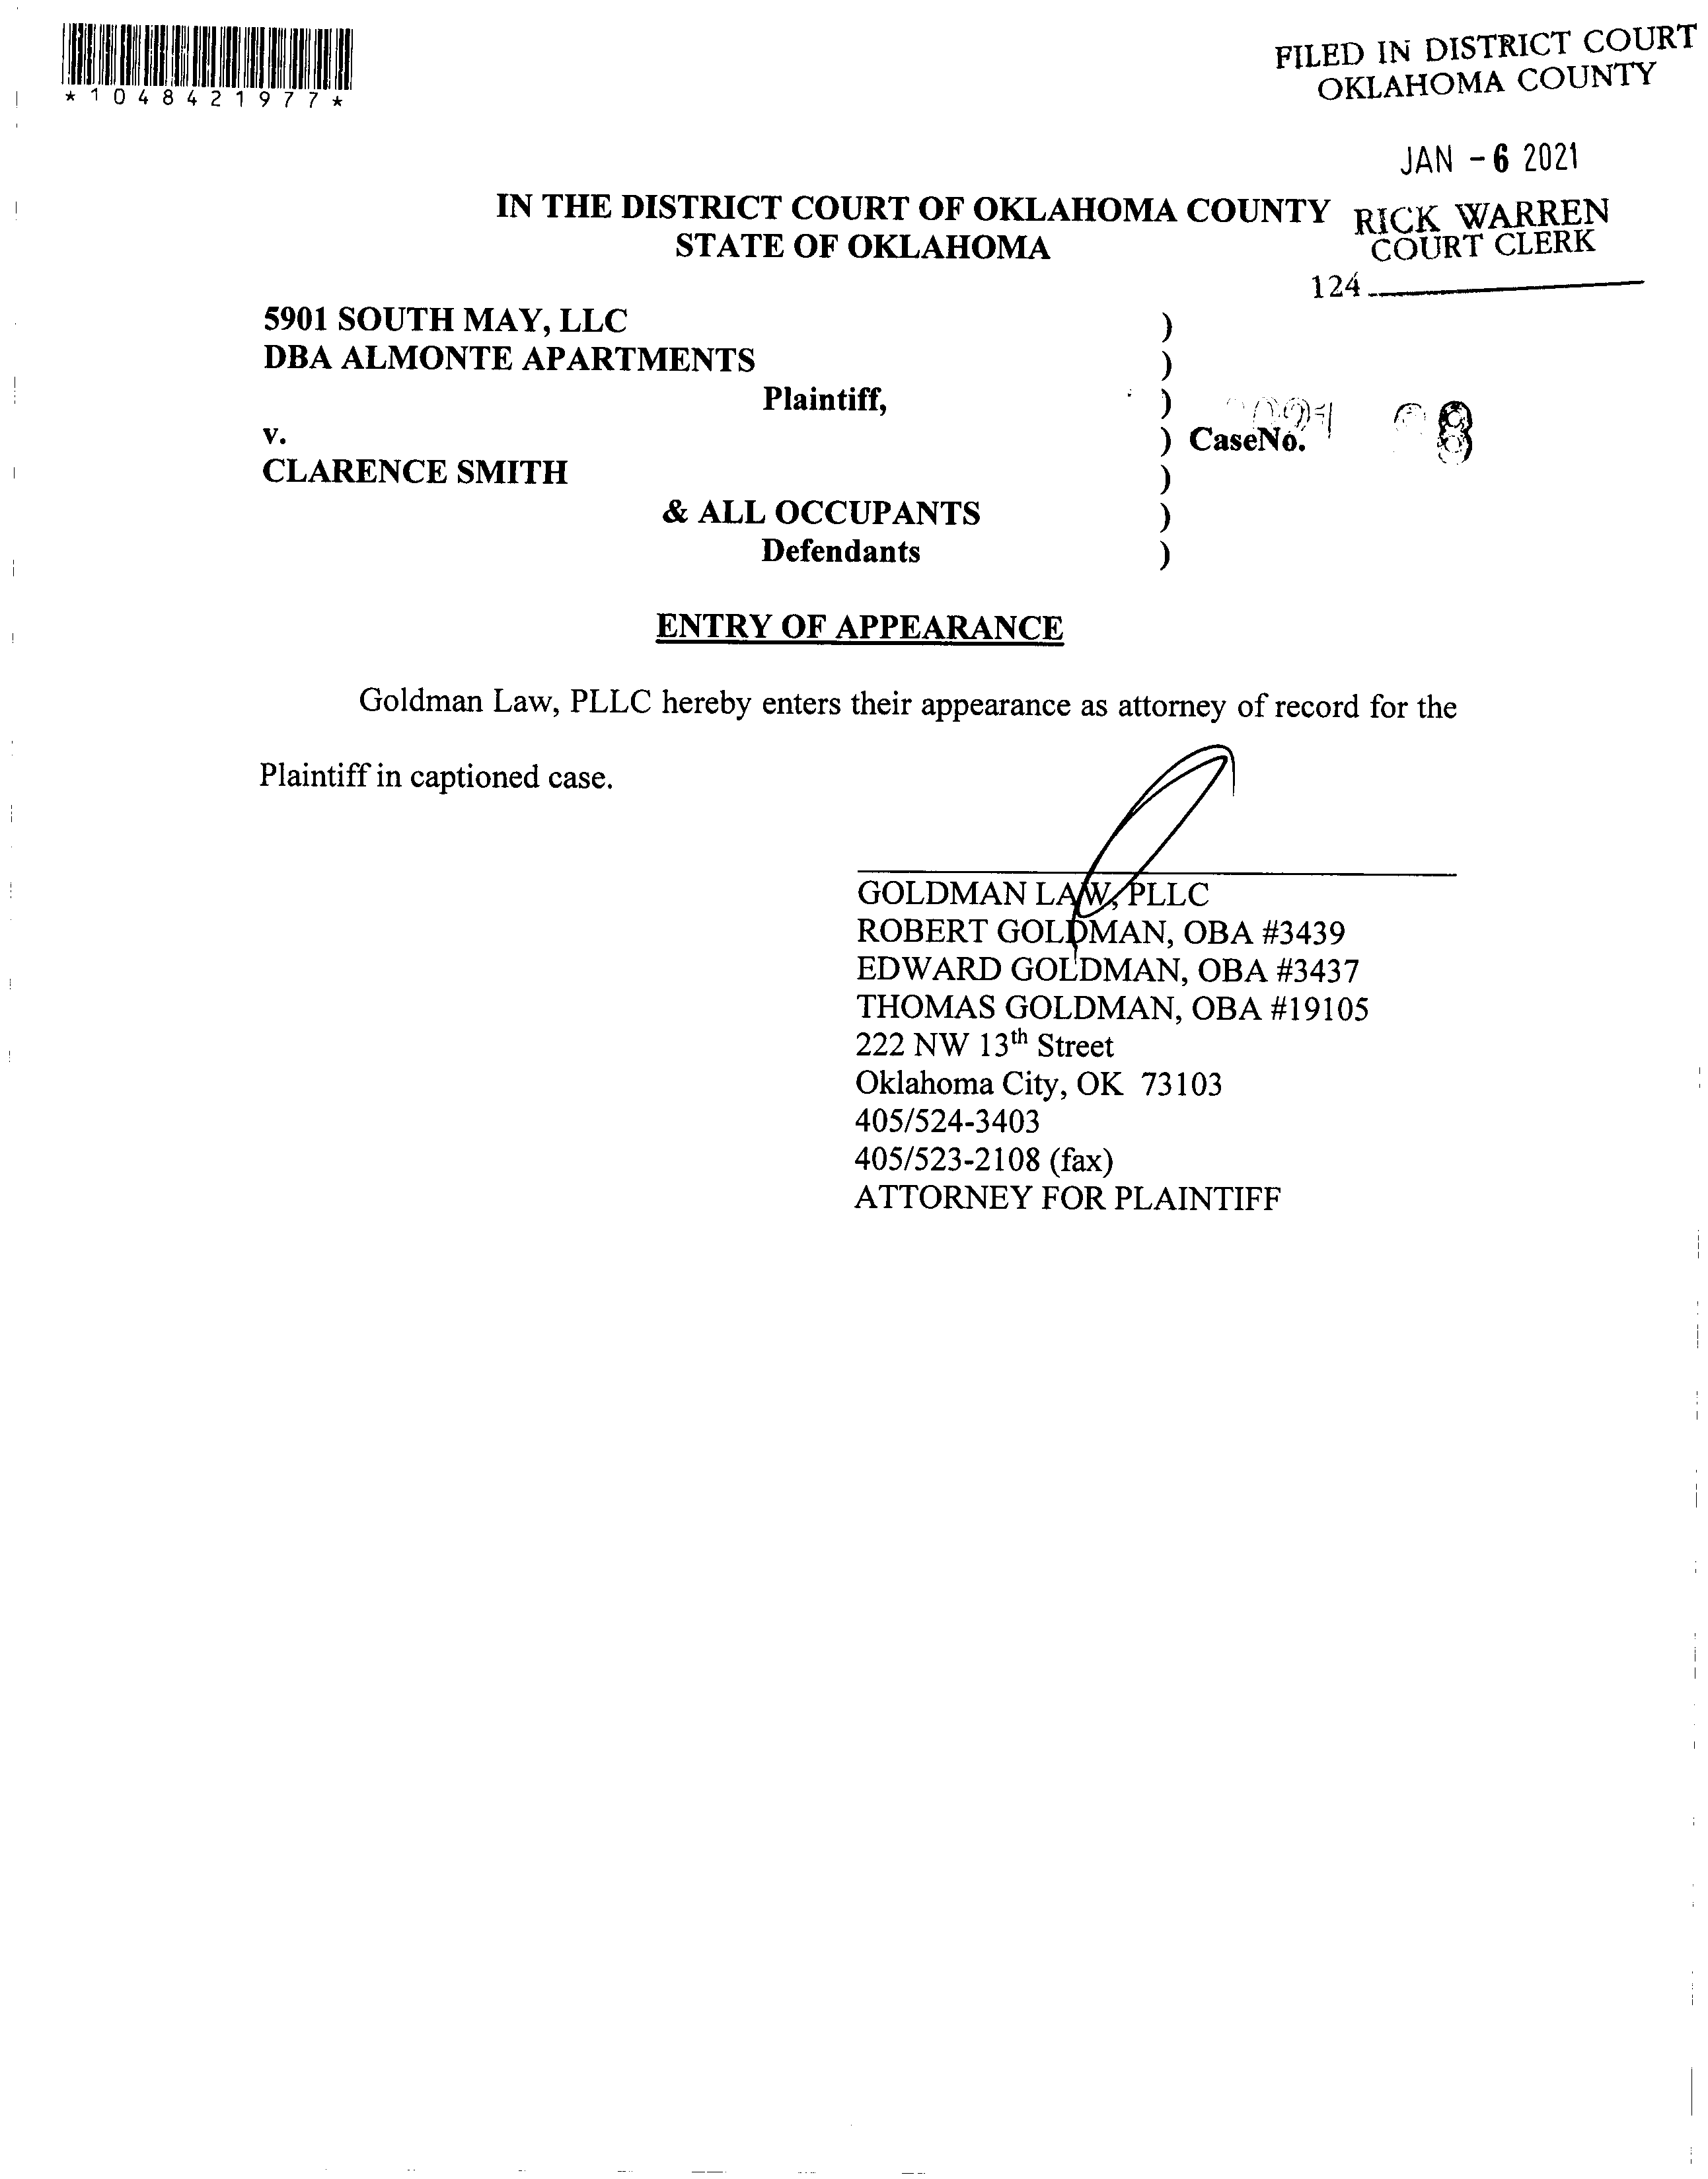 *1048421977*
FILED IN DISTRICT COURT
OKLAHOMA COUNTY
JAN -6 2021
RICK WARREN
COURT CLERK
124
IN THE DISTRICT COURT OF OKLAHOMA COUNTY
STATE OF OKLAHOMA
5901 SOUTH MAY, LLC )
DBA ALMONTE APARTMENTS )
Plaintiff, )
v. ) CaseNo.
CLARENCE SMITH )
& ALL OCCUPANTS )
Defendants )
ENTRY OF APPEARANCE
Goldman Law, PLLC hereby enters their appearance as attorney of record for the
Plaintiff in captioned case.
GOLDMAN LAW, PLLC
ROBERT GOLDMAN, OBA #3439
EDWARD GOLDMAN, OBA #3437
THOMAS GOLDMAN, OBA #19105
222 NW 13th Street
Oklahoma City, OK 73103
405/524-3403
405/523-2108 (fax)
ATTORNEY FOR PLAINTIFF